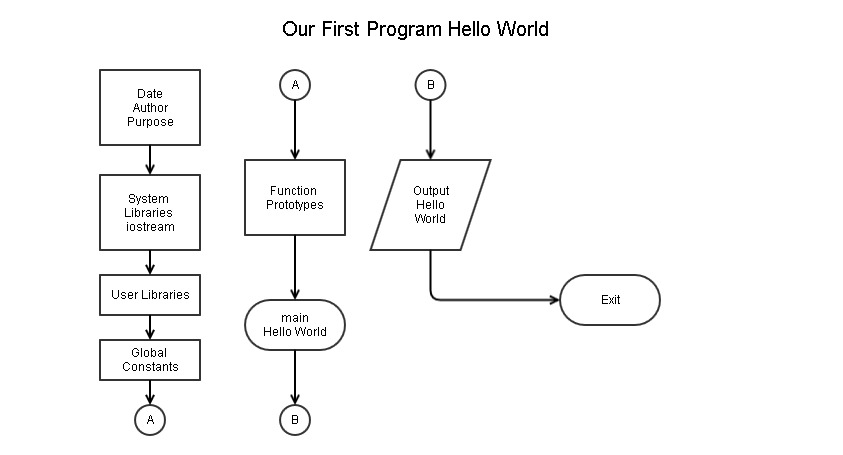 Our First Program Hello World
Date
Author
Purpose
System
Libraries
iostream
User Libraries
Global
Constants
A
A
Function
Prototypes
main
Hello World
B
B
Output
Hello
World
Exit